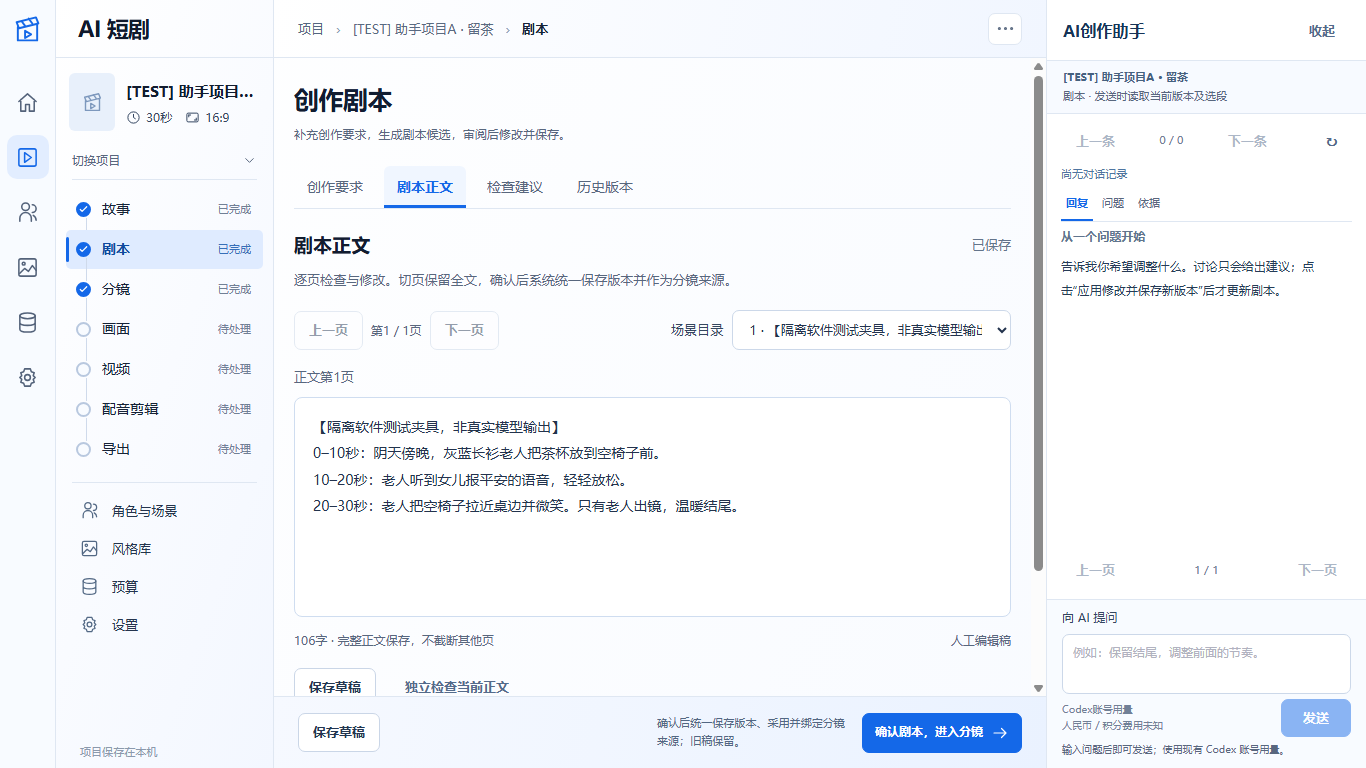 AI 短剧
[TEST] 助手项目...
30秒 16:9
切换项目
故事 已完成
剧本 已完成
分镜 已完成
画面 待处理
视频 待处理
配音剪辑 待处理
导出 待处理
角色与场景
风格库
预算
设置
项目保存在本机
项目 › [TEST] 助手项目A · 留茶 › 剧本
创作剧本
补充创作要求，生成剧本候选，审阅后修改并保存。
创作要求 剧本正文 检查建议 历史版本
剧本正文 已保存
逐页检查与修改。切页保留全文，确认后系统统一保存版本并作为分镜来源。
上一页 第1 / 1页 下一页 场景目录 1 · 【隔离软件测试夹具，非真实模型输出
正文第1页
【隔离软件测试夹具，非真实模型输出】
0–10秒：阴天傍晚，灰蓝长衫老人把茶杯放到空椅子前。
10–20秒：老人听到女儿报平安的语音，轻轻放松。
20–30秒：老人把空椅子拉近桌边并微笑。只有老人出镜，温暖结尾。
106字 · 完整正文保存，不截断其他页 人工编辑稿
保存草稿 独立检查当前正文
保存草稿
确认后统一保存版本、采用并绑定分镜
来源；旧稿保留。
确认剧本，进入分镜 →
AI创作助手 收起
[TEST] 助手项目A · 留茶
剧本 · 发送时读取当前版本及选段
上一条 0 / 0 下一条 ↻
尚无对话记录
回复 问题 依据
从一个问题开始
告诉我你希望调整什么。讨论只会给出建议；点
击“应用修改并保存新版本”后才更新剧本。
上一页 1 / 1 下一页
向 AI 提问
例如：保留结尾，调整前面的节奏。
Codex账号用量
人民币 / 积分费用未知
发送
输入问题后即可发送；使用现有 Codex 账号用量。